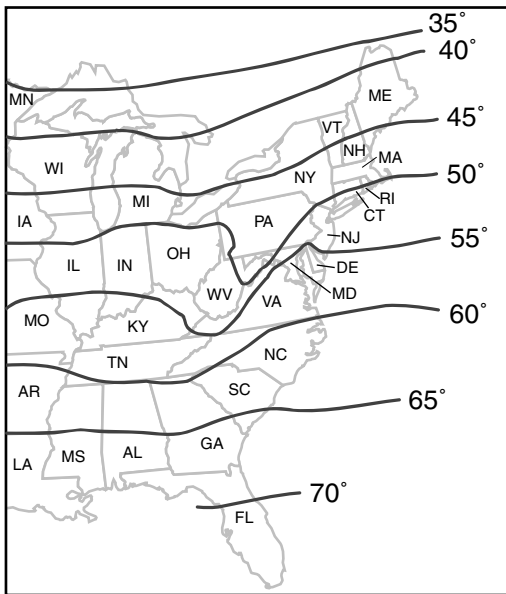 35°
40°
MN
ME
45°
VT
NH
MA
WI
NY
50°
MI
RI
CT
IA
PA
NJ
55°
OH
IL
IN
DE
WV
VA
MD
MO
KY
60°
NC
TN
AR
SC
65°
GA
MS
AL
LA
70°
FL